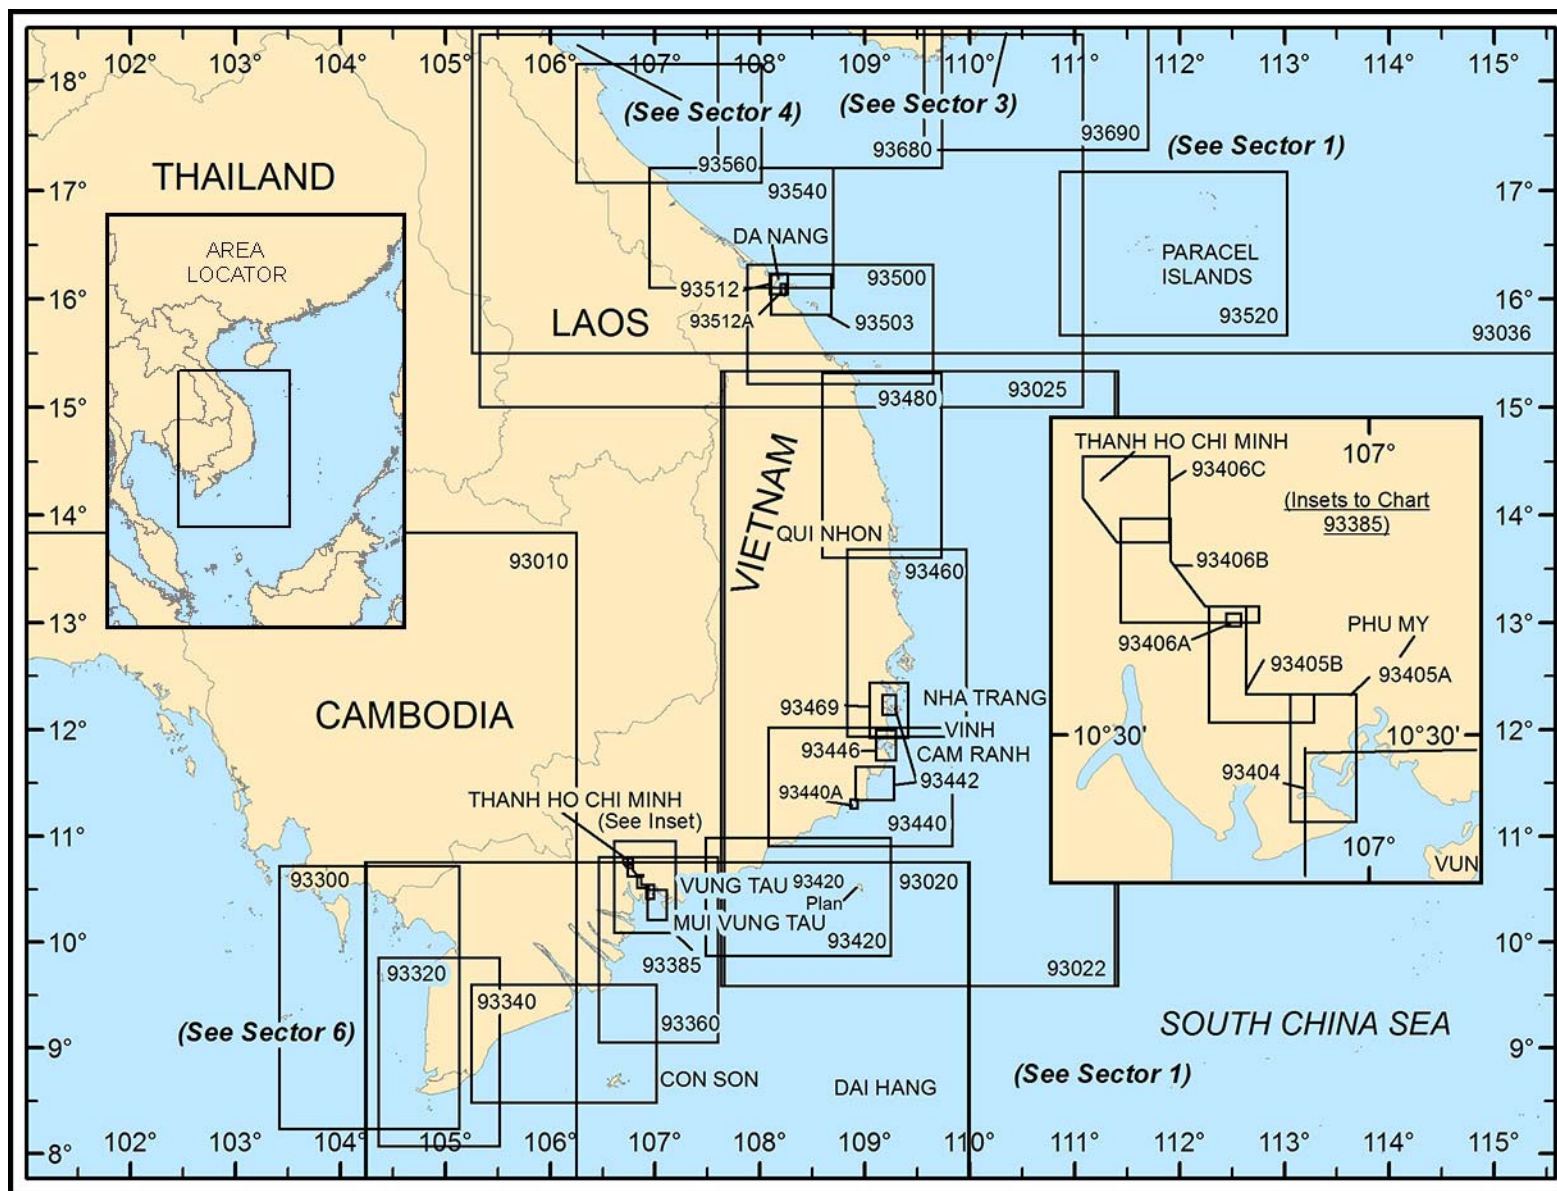 102° 103° 104° 105° 106° 107° 108° 109° 110° 111° 112° 113° 114° 115°
18°
(See Sector 4)
(See Sector 3)
93690
(See Sector 1)
93680
93560
THAILAND
17°
93540
17°
DA NANG
AREA
LOCATOR
PARACEL
ISLANDS
93500
93512
16°
93512A
93503
93520
16°
LAOS
93036
93025
93480
15°
15°
VIETNAM
THANH HO CHI MINH
107°
93406C
(Insets to Chart
93385)
14°
14°
QUI NHON
93010
93460
93406B
13°
13°
PHU MY
93406A
93405B
93405A
NHA TRANG
93469
CAMBODIA
12°
VINH
10°30'
10°30'
12°
93446
CAM RANH
93442
93404
93440A
THANH HO CHI MINH
(See Inset)
93440
11°
11°
107°
VUN
93300
VUNG TAU
93420
Plan
93020
MUI VUNG TAU
10°
93420
10°
93385
93022
93320
93340
93360
(See Sector 6)
SOUTH CHINA SEA
9°
9°
CON SON
DAI HANG
(See Sector 1)
102° 103° 104° 105° 106° 107° 108° 109° 110° 111° 112° 113° 114° 115°
8°